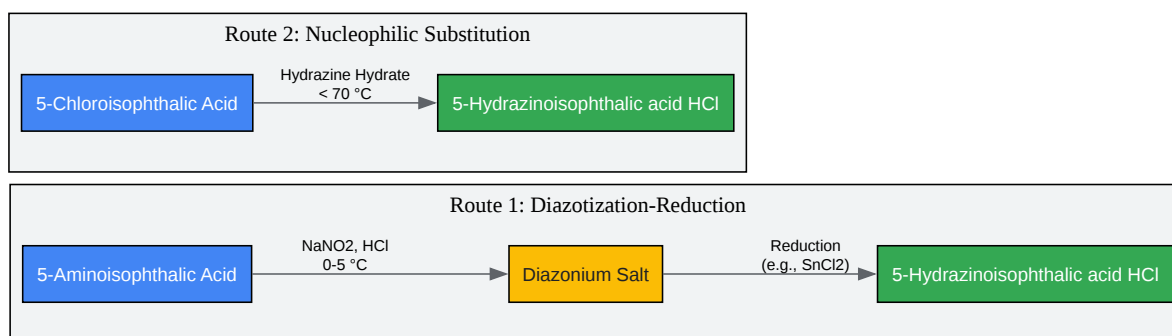 Route 2: Nucleophilic Substitution
5-Chloroisophthalic Acid
Hydrazine Hydrate
< 70 °C
5-Hydrazinoisophthalic acid HCl
Route 1: Diazotization-Reduction
5-Aminoisophthalic Acid
NaNO2, HCl
0-5 °C
Diazonium Salt
Reduction
(e.g., SnCl2)
5-Hydrazinoisophthalic acid HCl